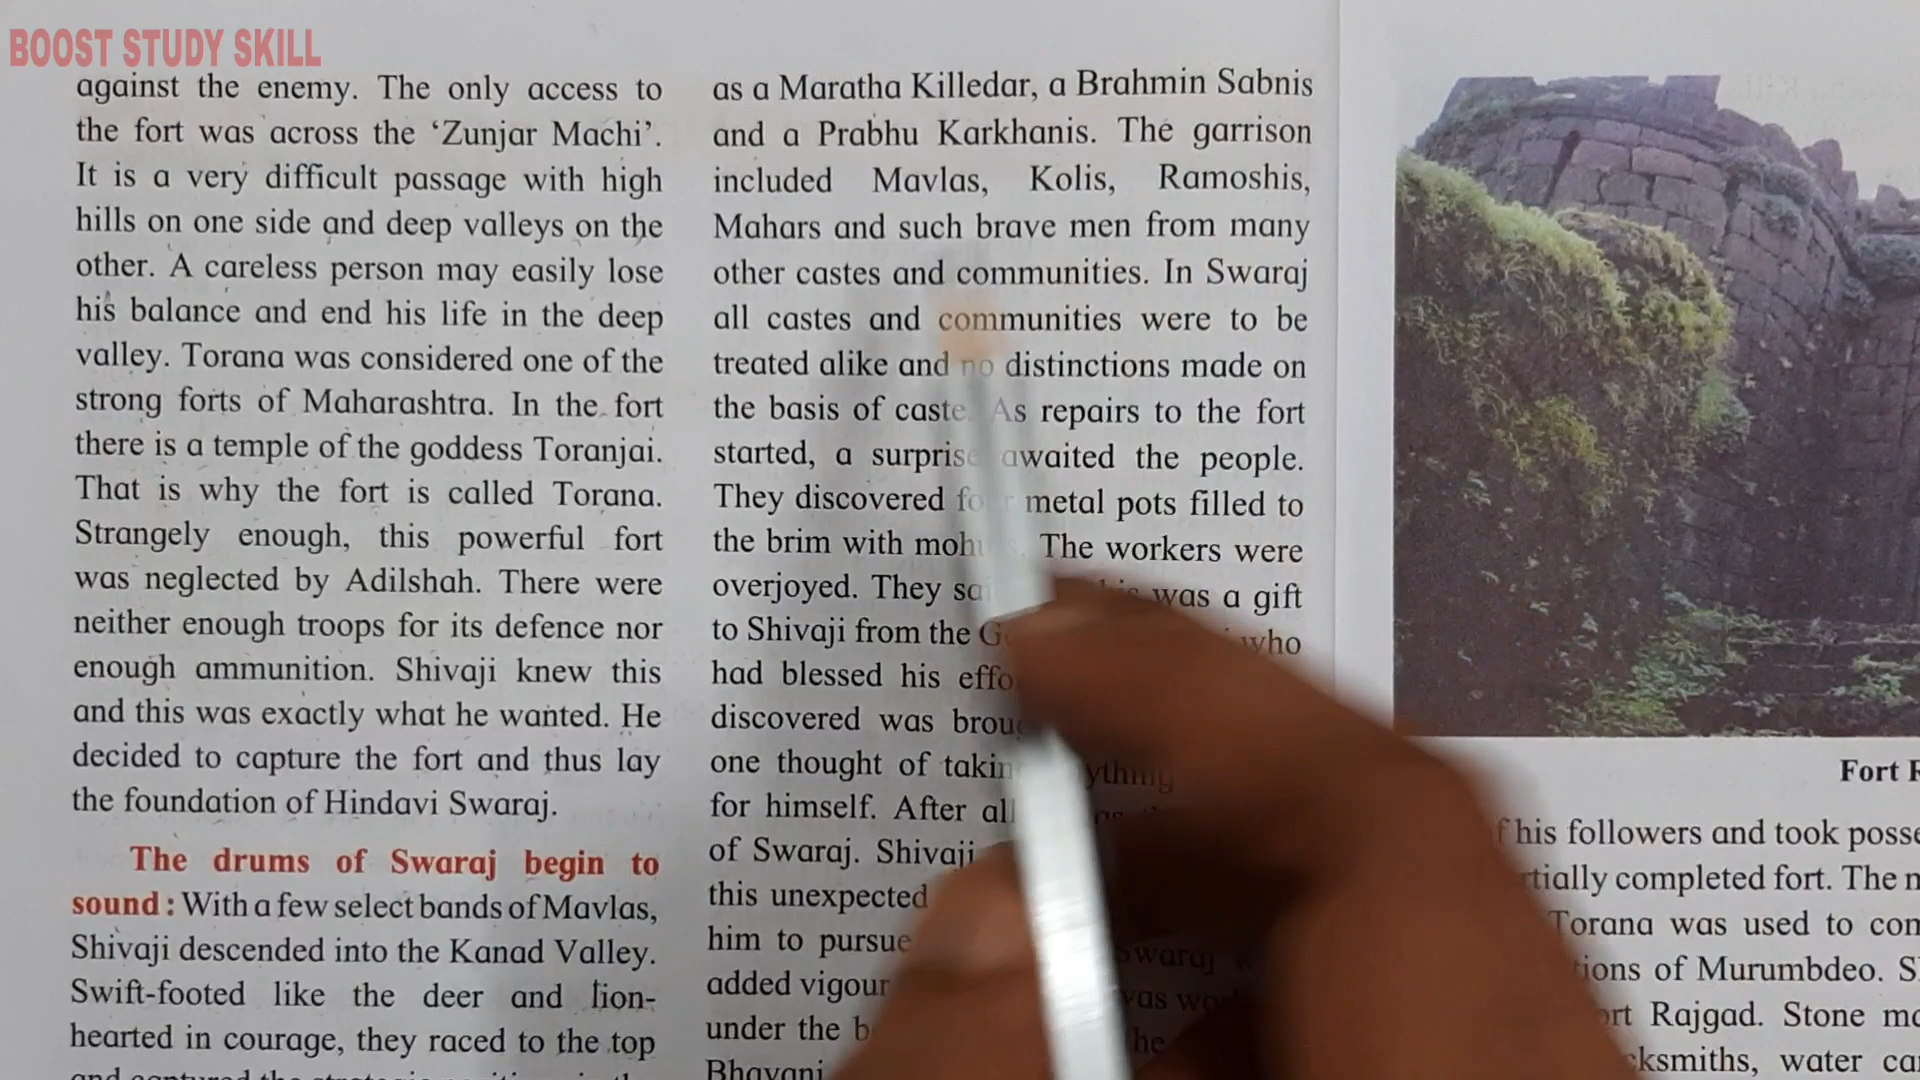 BOOST STUDY SKILL
against the enemy. The only access to
the fort was across the ‘Zunjar Machi’.
It is a very difficult passage with high
hills on one side and deep valleys on the
other. A careless person may easily lose
his balance and end his life in the deep
valley. Torana was considered one of the
strong forts of Maharashtra. In the fort
there is a temple of the goddess Toranjai.
That is why the fort is called Torana.
Strangely enough, this powerful fort
was neglected by Adilshah. There were
neither enough troops for its defence nor
enough ammunition. Shivaji knew this
and this was exactly what he wanted. He
decided to capture the fort and thus lay
the foundation of Hindavi Swaraj.
The drums of Swaraj begin to
sound : With a few select bands of Mavlas,
Shivaji descended into the Kanad Valley.
Swift-footed like the deer and lion-
hearted in courage, they raced to the top
as a Maratha Killedar, a Brahmin Sabnis
and a Prabhu Karkhanis. The garrison
included Mavlas, Kolis, Ramoshis,
Mahars and such brave men from many
other castes and communities. In Swaraj
all castes and communities were to be
treated alike and no distinctions made on
the basis of caste. As repairs to the fort
started, a surprise awaited the people.
They discovered metal pots filled to
the brim with The workers were
overjoyed. They was a gift
to Shivaji from the who
had blessed his
discovered was
one thought of
for himself. After
of Swaraj. Shivaji
this unexpected
him to pursue
added vigour
under the
Bhavani
Fort
his followers and took
completed fort. The
Torana was used to
of Murumbdeo.
Rajgad. Stone
water